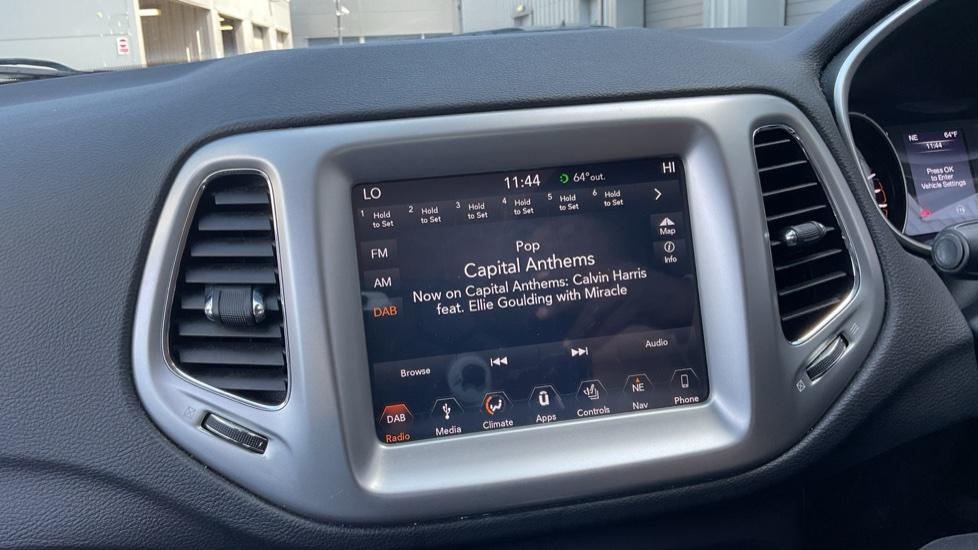 LO 11:44 64°out. HI
1 Hold to Set 2 Hold to Set 3 Hold to Set 4 Hold to Set 5 Hold to Set 6 Hold to Set
FM
AM
DAB
Pop
Capital Anthems
Now on Capital Anthems: Calvin Harris
feat. Ellie Goulding with Miracle
Map
Info
Browse
Audio
DAB
Radio
Media
Climate
Apps
Controls
NE
Nav
Phone
NE 64°F
11:44
Press OK
to Enter
Vehicle Settings